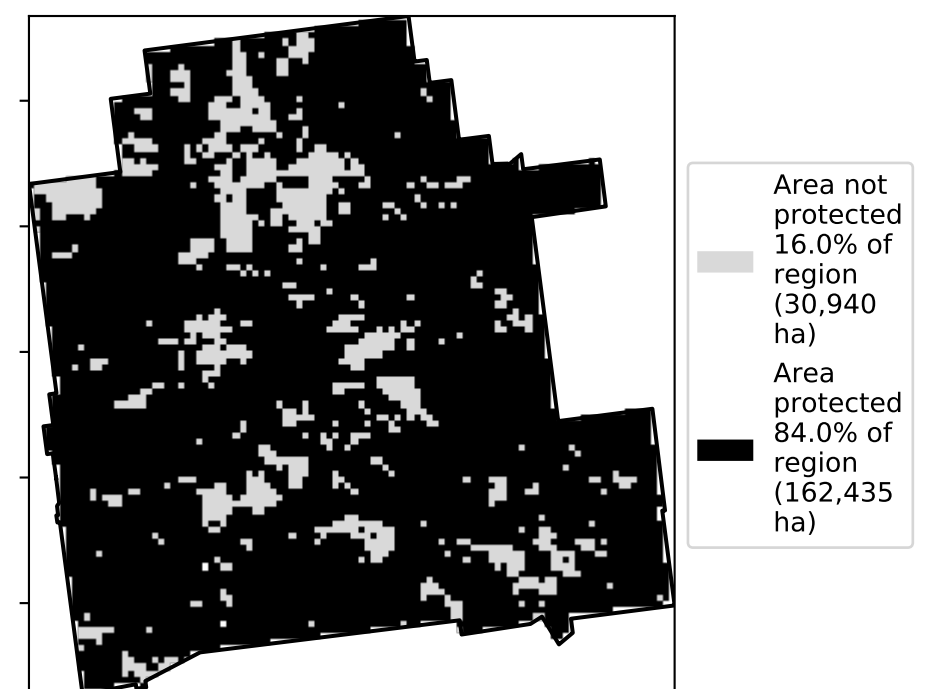 Area not
protected
16.0% of
region
(30,940
ha)
Area
protected
84.0% of
region
(162,435
ha)